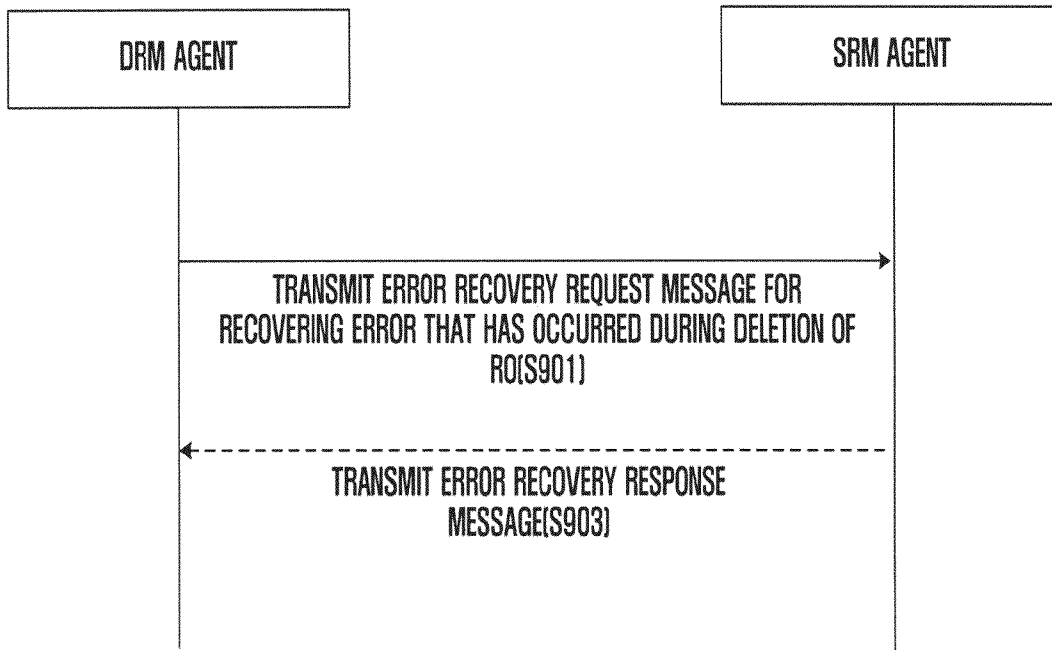 DRM AGENT
SRM AGENT
TRANSMIT ERROR RECOVERY REQUEST MESSAGE FOR
RECOVERING ERROR THAT HAS OCCURRED DURING DELETION OF
RO(S901)
TRANSMIT ERROR RECOVERY RESPONSE
MESSAGE(S903)